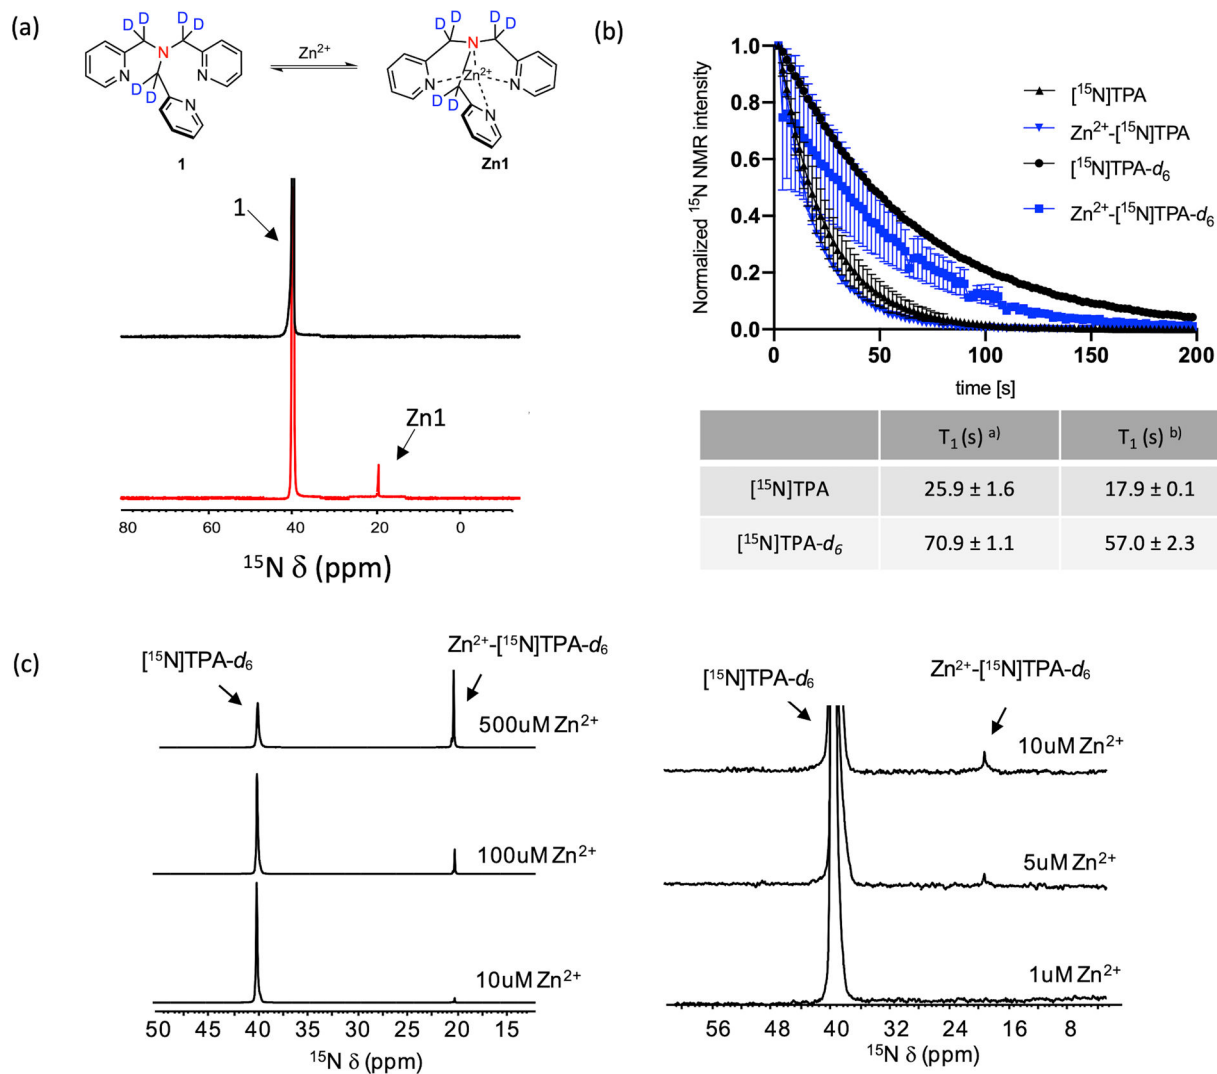 (a)
D D D D
N
N N
D D
N
1
Zn²⁺
D D D D
N
N Zn²⁺ N
D D
N
Zn1
1
Zn1
80 60 40 20 0
¹⁵N δ (ppm)
(b)
Normalized ¹⁵N NMR intensity
1.0
0.8
0.6
0.4
0.2
0.0
0 50 100 150 200
time [s]
[¹⁵N]TPA
Zn²⁺-[¹⁵N]TPA
[¹⁵N]TPA-d₆
Zn²⁺-[¹⁵N]TPA-d₆
T₁ (s) ᵃ⁾ T₁ (s) ᵇ⁾
[¹⁵N]TPA 25.9 ± 1.6 17.9 ± 0.1
[¹⁵N]TPA-d₆ 70.9 ± 1.1 57.0 ± 2.3
(c)
[¹⁵N]TPA-d₆
Zn²⁺-[¹⁵N]TPA-d₆
500uM Zn²⁺
100uM Zn²⁺
10uM Zn²⁺
50 45 40 35 30 25 20 15
¹⁵N δ (ppm)
[¹⁵N]TPA-d₆
Zn²⁺-[¹⁵N]TPA-d₆
10uM Zn²⁺
5uM Zn²⁺
1uM Zn²⁺
56 48 40 32 24 16 8
¹⁵N δ (ppm)